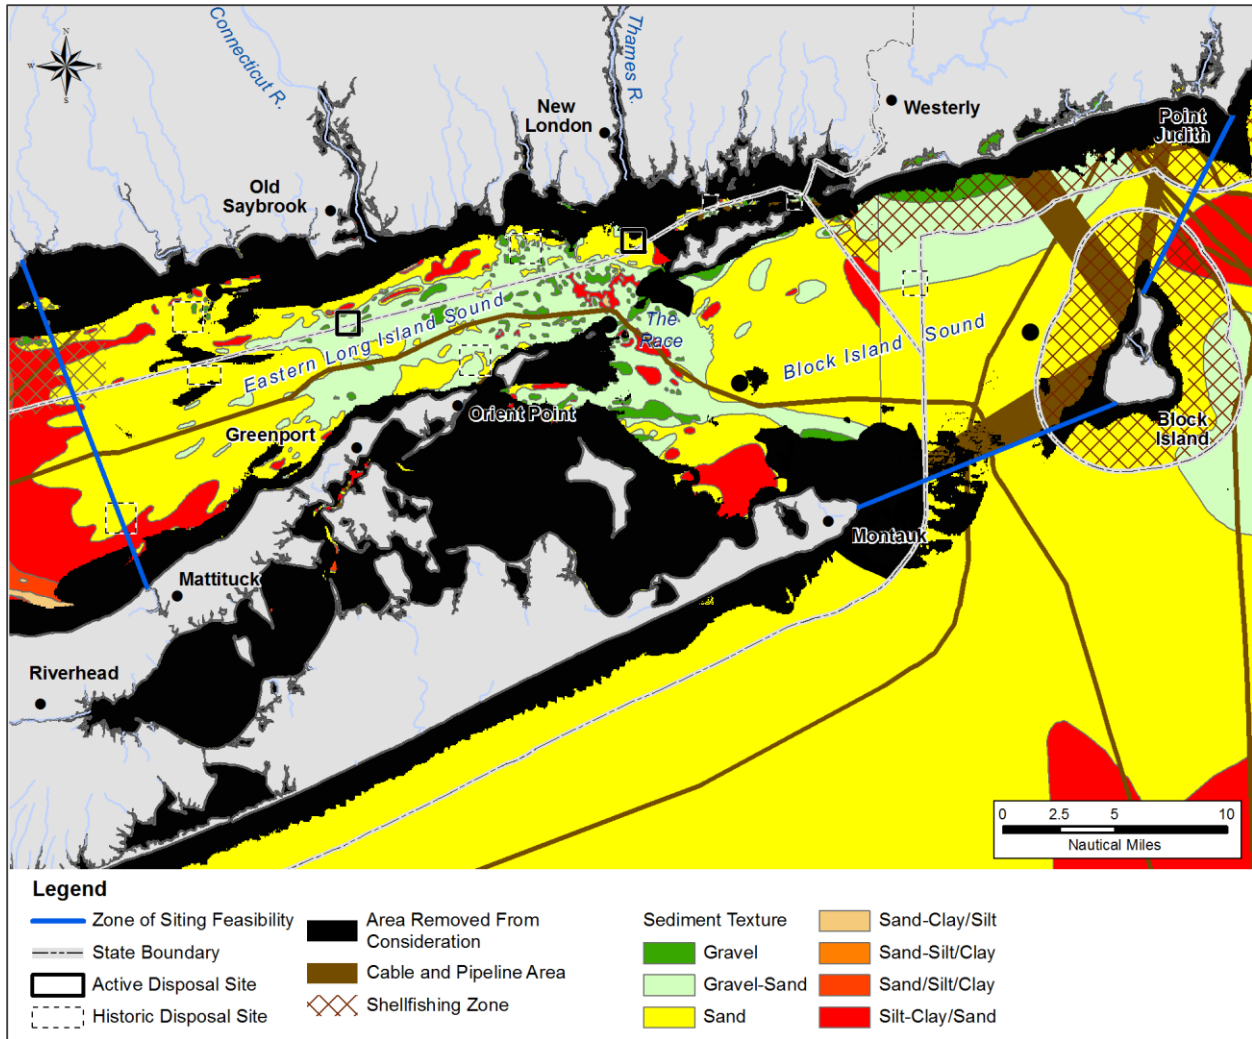 N
W E
S
Connecticut R.
Thames R.
New
London
Westerly
Point
Judith
Old
Saybrook
Eastern Long Island Sound
The
Race
Block Island Sound
Orient Point
Greenport
Block
Island
Montauk
Mattituck
Riverhead
0 2.5 5 10
Nautical Miles
Legend
Zone of Siting Feasibility
State Boundary
Active Disposal Site
Historic Disposal Site
Area Removed From
Consideration
Cable and Pipeline Area
Shellfishing Zone
Sediment Texture
Gravel
Gravel-Sand
Sand
Sand-Clay/Silt
Sand-Silt/Clay
Sand/Silt/Clay
Silt-Clay/Sand